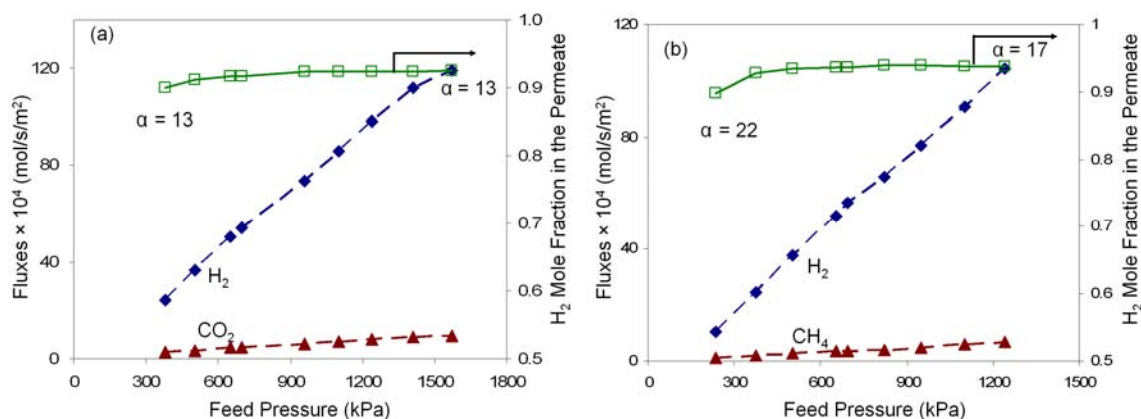 (a)
Fluxes × 10⁴ (mol/s/m²)
120
80
40
0
1.0
0.9
0.8
0.7
0.6
0.5
H₂ Mole Fraction in the Permeate
α = 13
α = 13
H₂
CO₂
0 300 600 900 1200 1500 1800
Feed Pressure (kPa)
(b)
Fluxes × 10⁴ (mol/s/m²)
120
80
40
0
1
0.9
0.8
0.7
0.6
0.5
H₂ Mole Fraction in the Permeate
α = 17
α = 22
H₂
CH₄
0 300 600 900 1200 1500
Feed Pressure (kPa)